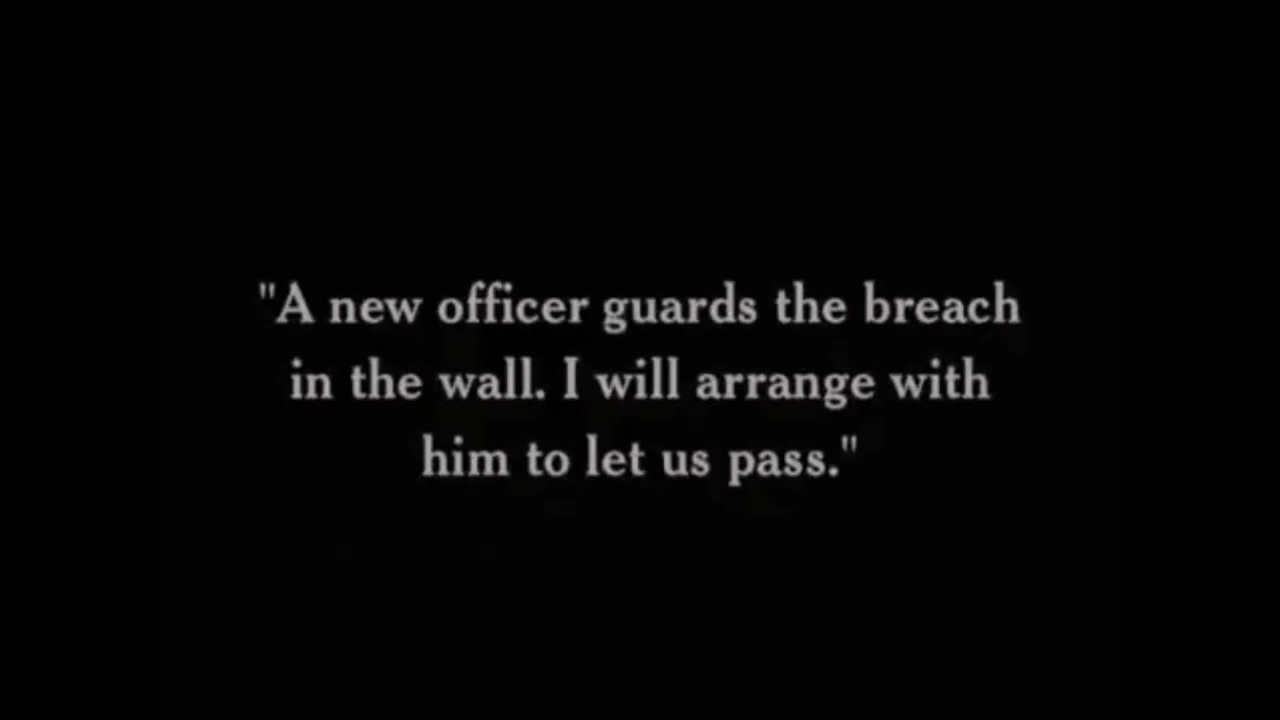 "A new officer guards the breach
in the wall. I will arrange with
him to let us pass."